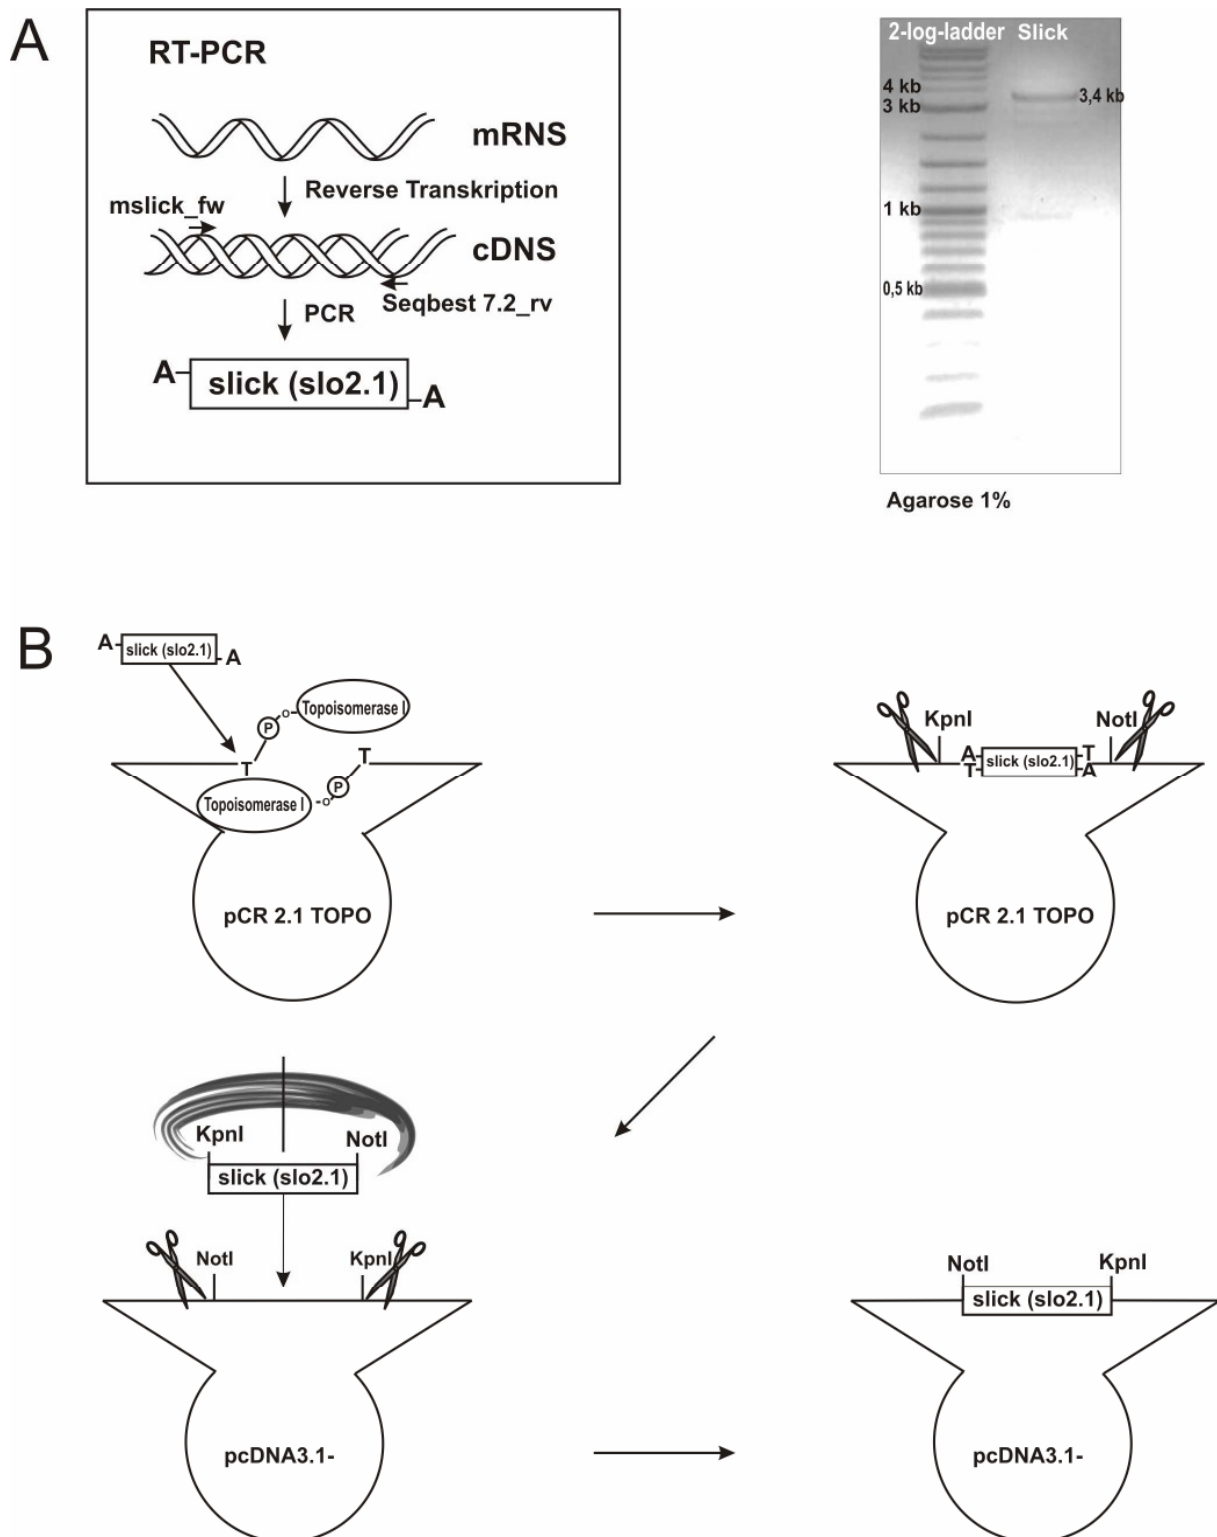 A
RT-PCR
mRNS
Reverse Transkription
mslick_fw
cDNS
Seqbest 7.2_rv
PCR
A
slick (slo2.1)
A
2-log-ladder Slick
4 kb
3 kb
3,4 kb
1 kb
0,5 kb
Agarose 1%
B
A
slick (slo2.1)
A
P
o
Topoisomerase I
T
T
Topoisomerase I
o
P
pCR 2.1 TOPO
KpnI
NotI
A
T
slick (slo2.1)
T
A
pCR 2.1 TOPO
KpnI
NotI
slick (slo2.1)
NotI
KpnI
pcDNA3.1-
NotI
KpnI
slick (slo2.1)
pcDNA3.1-